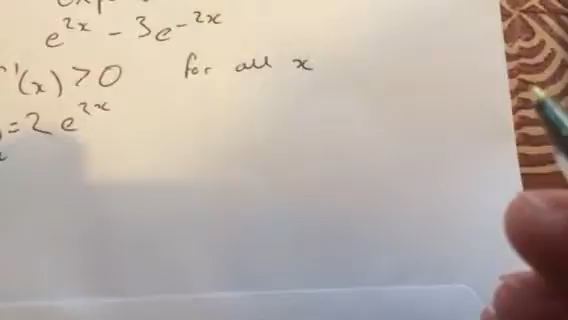 e^{2x} - 3e^{-2x}
'(x) > 0 for all x
= 2e^{2x}